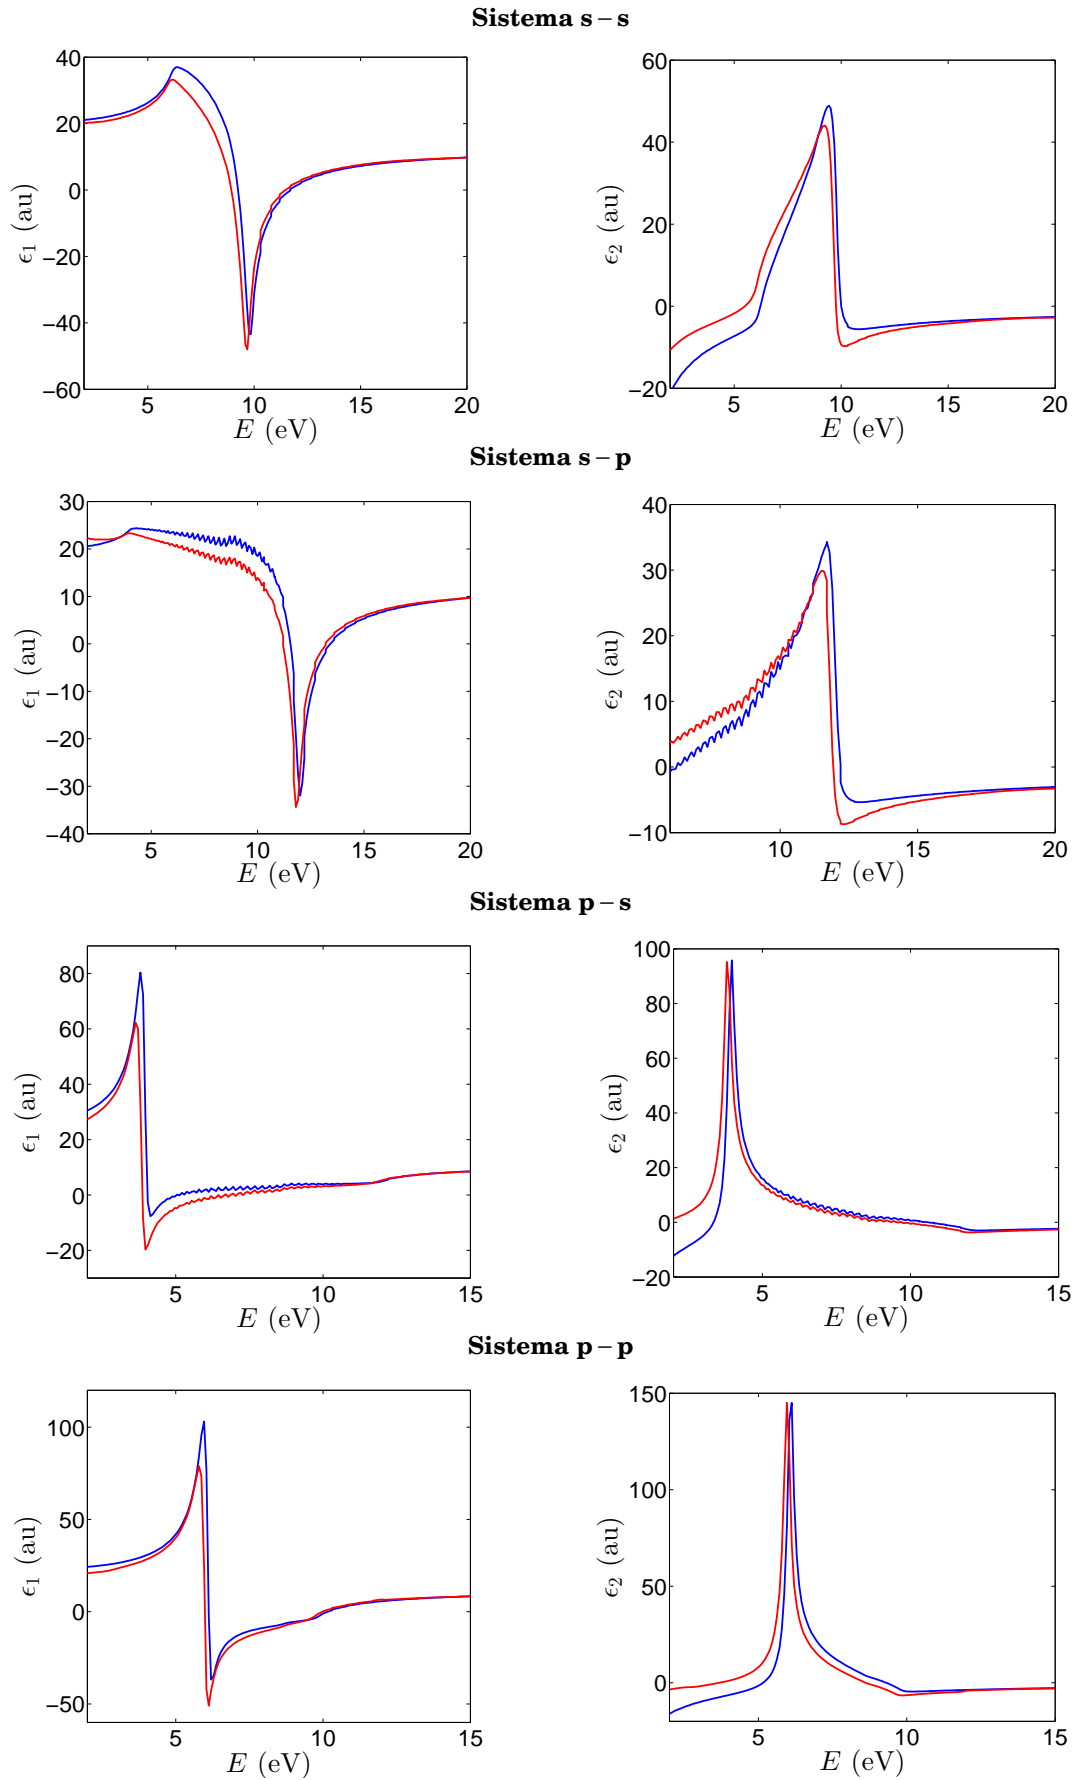 Sistema s – s
40
20
0
−20
−40
−60
5 10 15 20
ϵ1 (au)
E (eV)
60
40
20
0
−20
5 10 15 20
ϵ2 (au)
E (eV)
Sistema s – p
30
20
10
0
−10
−20
−30
−40
5 10 15 20
ϵ1 (au)
E (eV)
40
30
20
10
0
−10
10 15 20
ϵ2 (au)
E (eV)
Sistema p – s
80
60
40
20
0
−20
5 10 15
ϵ1 (au)
E (eV)
100
80
60
40
20
0
−20
5 10 15
ϵ2 (au)
E (eV)
Sistema p – p
100
50
0
−50
5 10 15
ϵ1 (au)
E (eV)
150
100
50
0
5 10 15
ϵ2 (au)
E (eV)